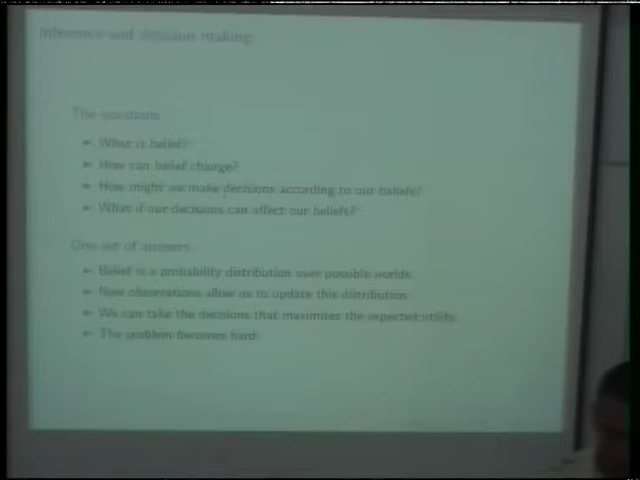 Inference and decision making
The questions
► What is belief?
► How can belief change?
► How might we make decisions according to our beliefs?
► What if our decisions can affect our beliefs?
One set of answers
► Belief is a probability distribution over possible worlds.
► New observations allow us to update this distribution.
► We can take the decisions that maximises the expected utility.
► The problem becomes hard.